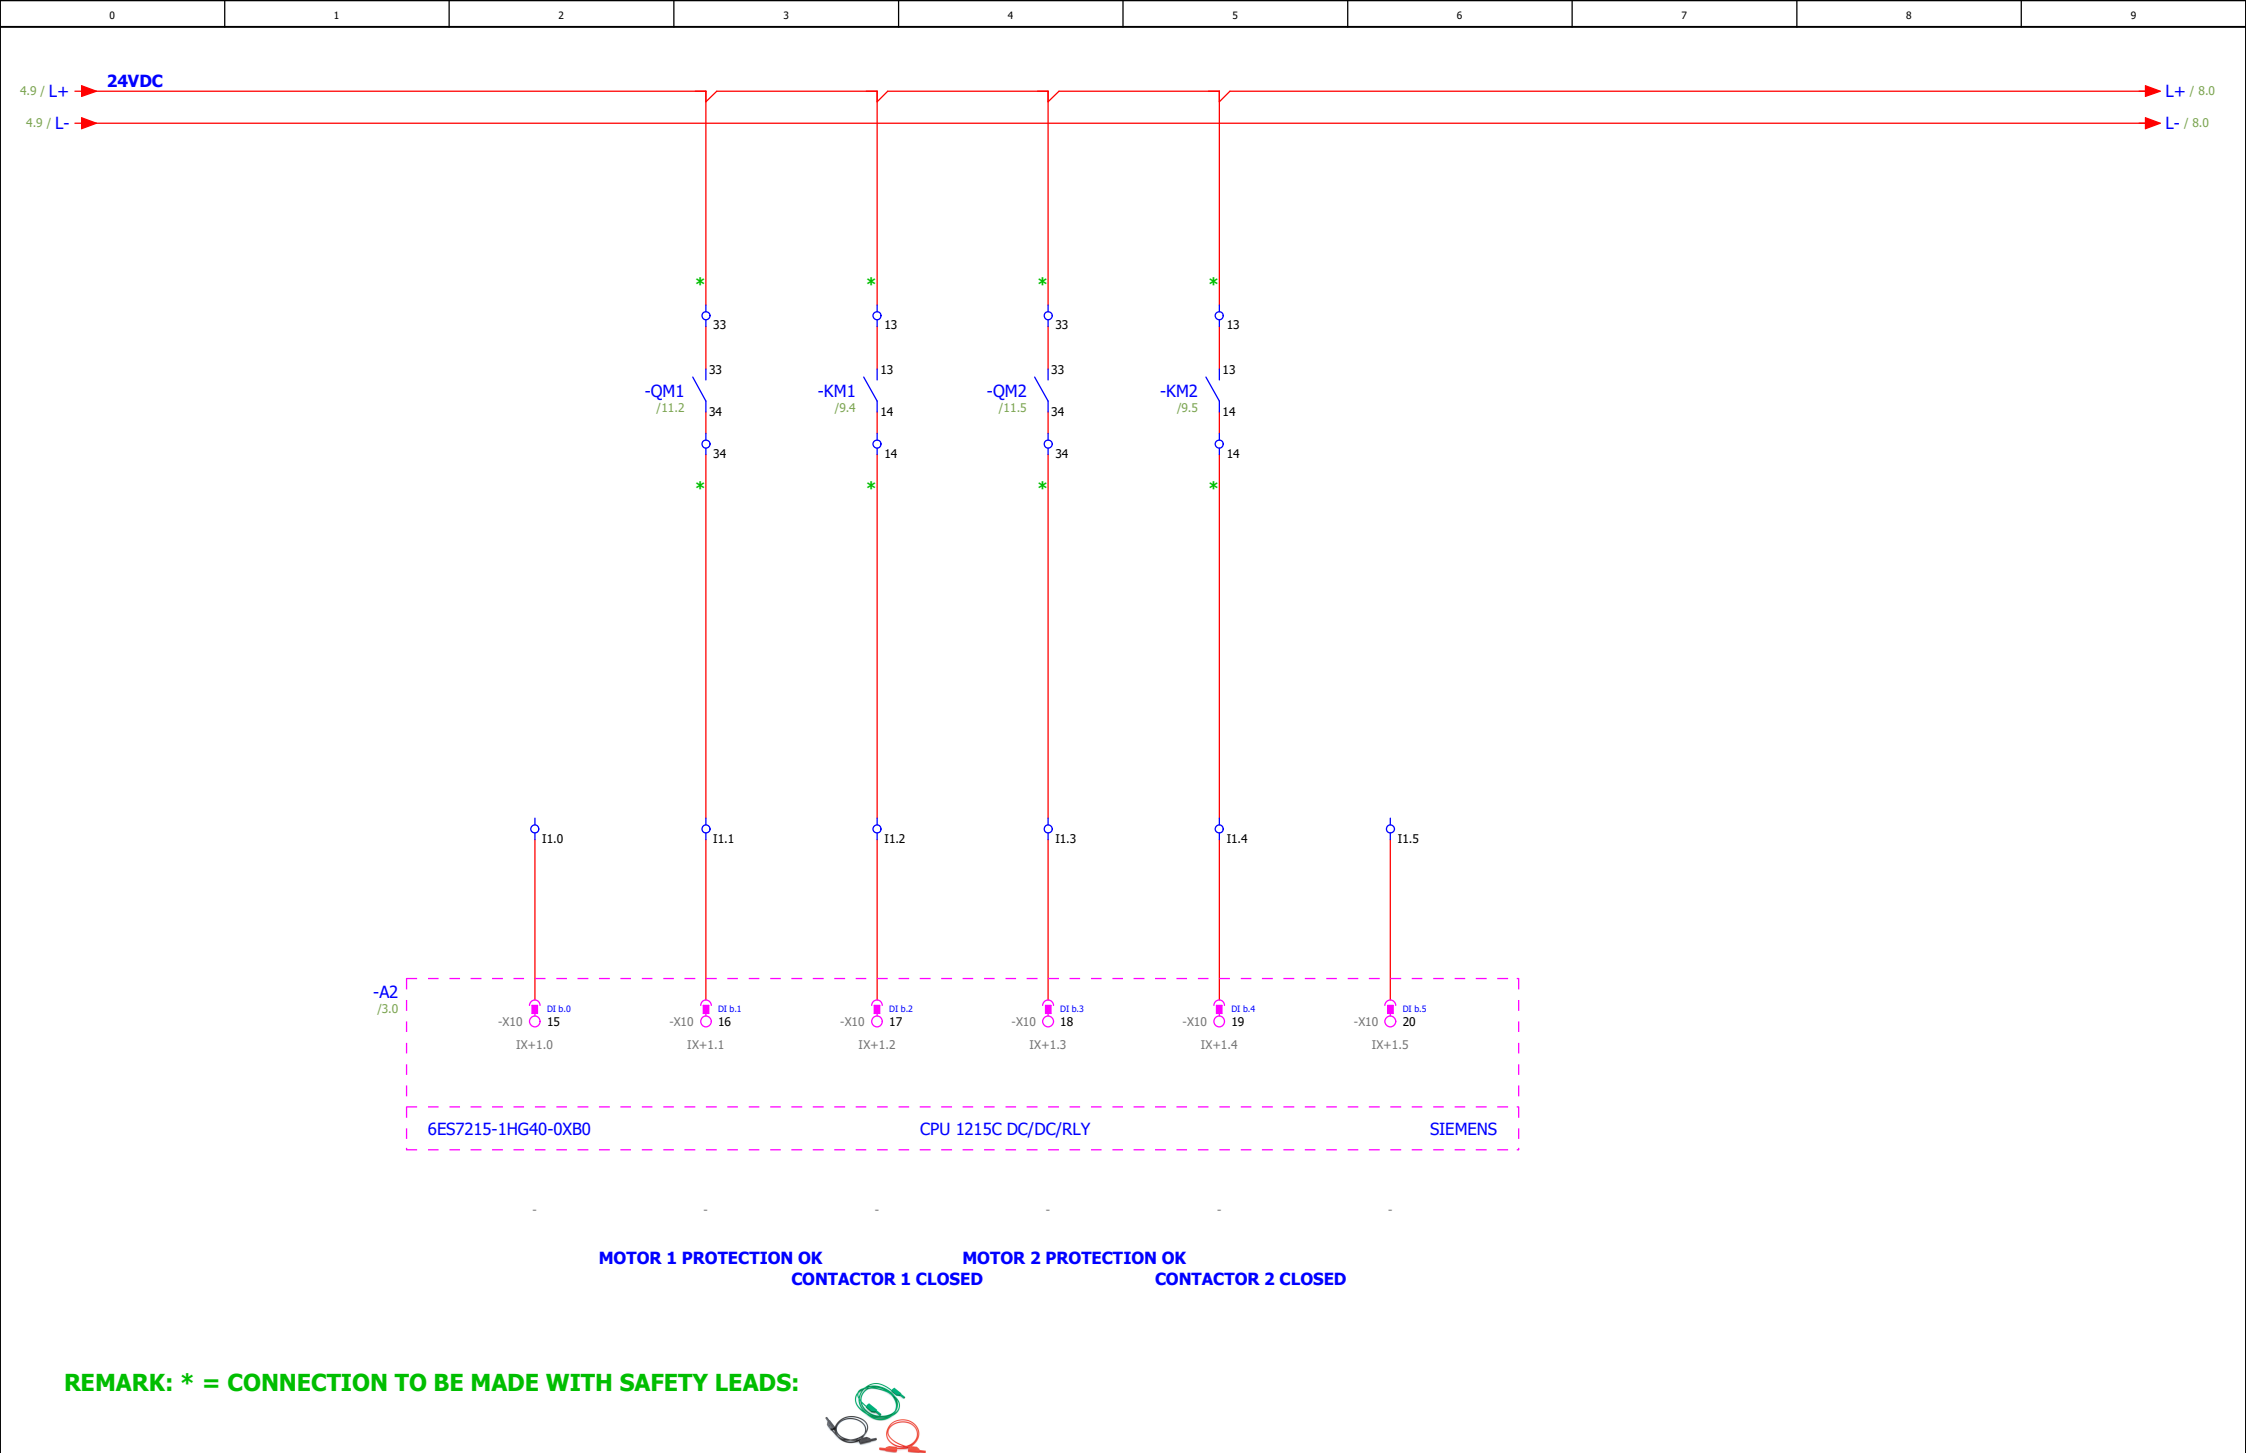 0 1 2 3 4 5 6 7 8 9
24VDC
4.9 / L+ L+ / 8.0
4.9 / L- L- / 8.0
* * * *
33 13 33 13
33 13 33 13
-QM1 -KM1 -QM2 -KM2
/11.2 /9.4 /11.5 /9.5
34 14 34 14
34 14 34 14
* * * *
I1.0 I1.1 I1.2 I1.3 I1.4 I1.5
-A2
/3.0
DI b.0 DI b.1 DI b.2 DI b.3 DI b.4 DI b.5
-X10 15 -X10 16 -X10 17 -X10 18 -X10 19 -X10 20
IX+1.0 IX+1.1 IX+1.2 IX+1.3 IX+1.4 IX+1.5
6ES7215-1HG40-0XB0 CPU 1215C DC/DC/RLY SIEMENS
- - - - - -
MOTOR 1 PROTECTION OK MOTOR 2 PROTECTION OK
CONTACTOR 1 CLOSED CONTACTOR 2 CLOSED
REMARK: * = CONNECTION TO BE MADE WITH SAFETY LEADS: